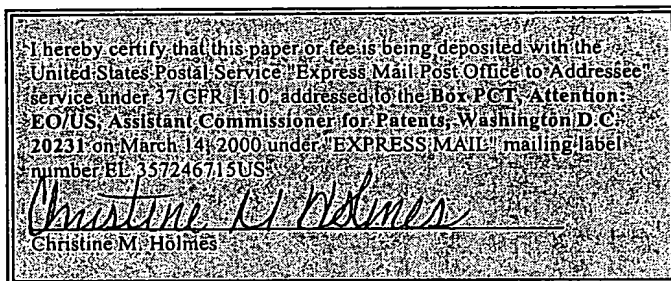 I hereby certify that this paper or fee is being deposited with the
United States Postal Service "Express Mail Post Office to Addressee"
service under 37 CFR 1.10 addressed to the Box PCT, Attention:
EO/US, Assistant Commissioner for Patents, Washington D.C.
20231 on March 14, 2000 under "EXPRESS MAIL" mailing label
number EL 357246715US.
Christine M Holmes
Christine M. Holmes